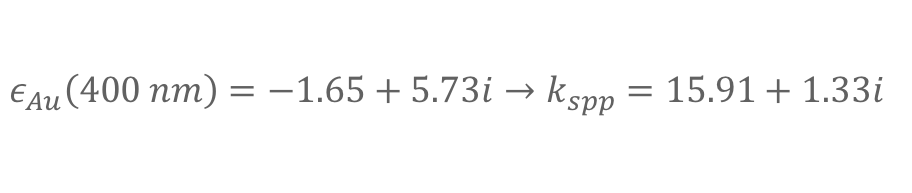 ϵ_Au(400 nm) = −1.65 + 5.73i → k_spp = 15.91 + 1.33i